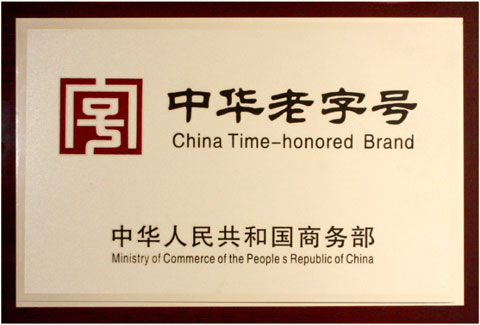 中华老字号
China Time-honored Brand
中华人民共和国商务部
Ministry of Commerce of the People s Republic of China